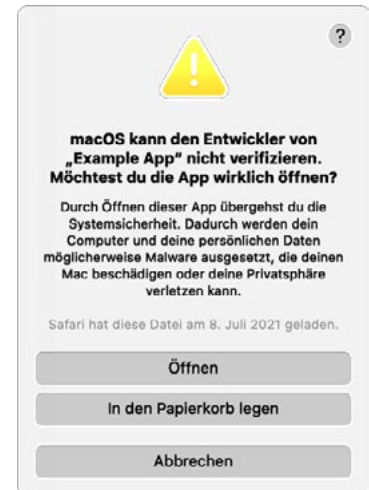 ?
macOS kann den Entwickler von
„Example App“ nicht verifizieren.
Möchtest du die App wirklich öffnen?
Durch Öffnen dieser App übergehst du die
Systemsicherheit. Dadurch werden dein
Computer und deine persönlichen Daten
möglicherweise Malware ausgesetzt, die deinen
Mac beschädigen oder deine Privatsphäre
verletzen kann.
Safari hat diese Datei am 8. Juli 2021 geladen.
Öffnen
In den Papierkorb legen
Abbrechen